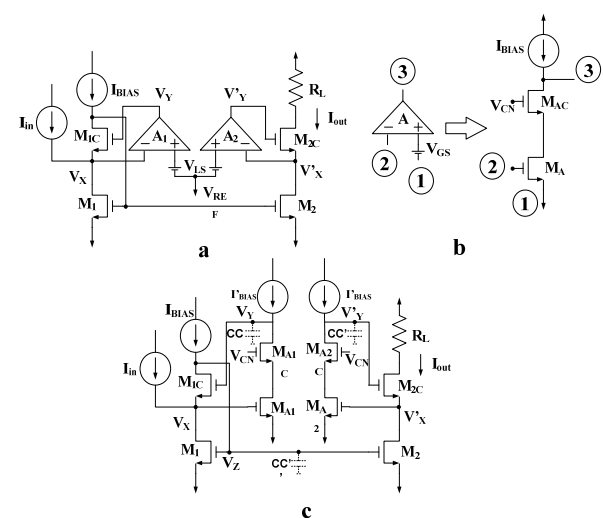 I_BIAS
V_Y
V'_Y
R_L
I_in
A_1
A_2
I_out
M_1C
M_2C
V_X
V_LS
V'_X
V_RE
F
M_1
M_2
a
3
A
2
V_GS
1
I_BIAS
3
V_CN
M_AC
2
M_A
1
b
I'_BIAS
I'_BIAS
I_BIAS
V_Y
V'_Y
R_L
CC
CC'
V_CN
M_A1
C
M_A2
C
V_CN
I_in
I_out
M_1C
M_2C
M_A1
M_A
2
V_X
V'_X
M_1
V_Z
CC'
,
M_2
c